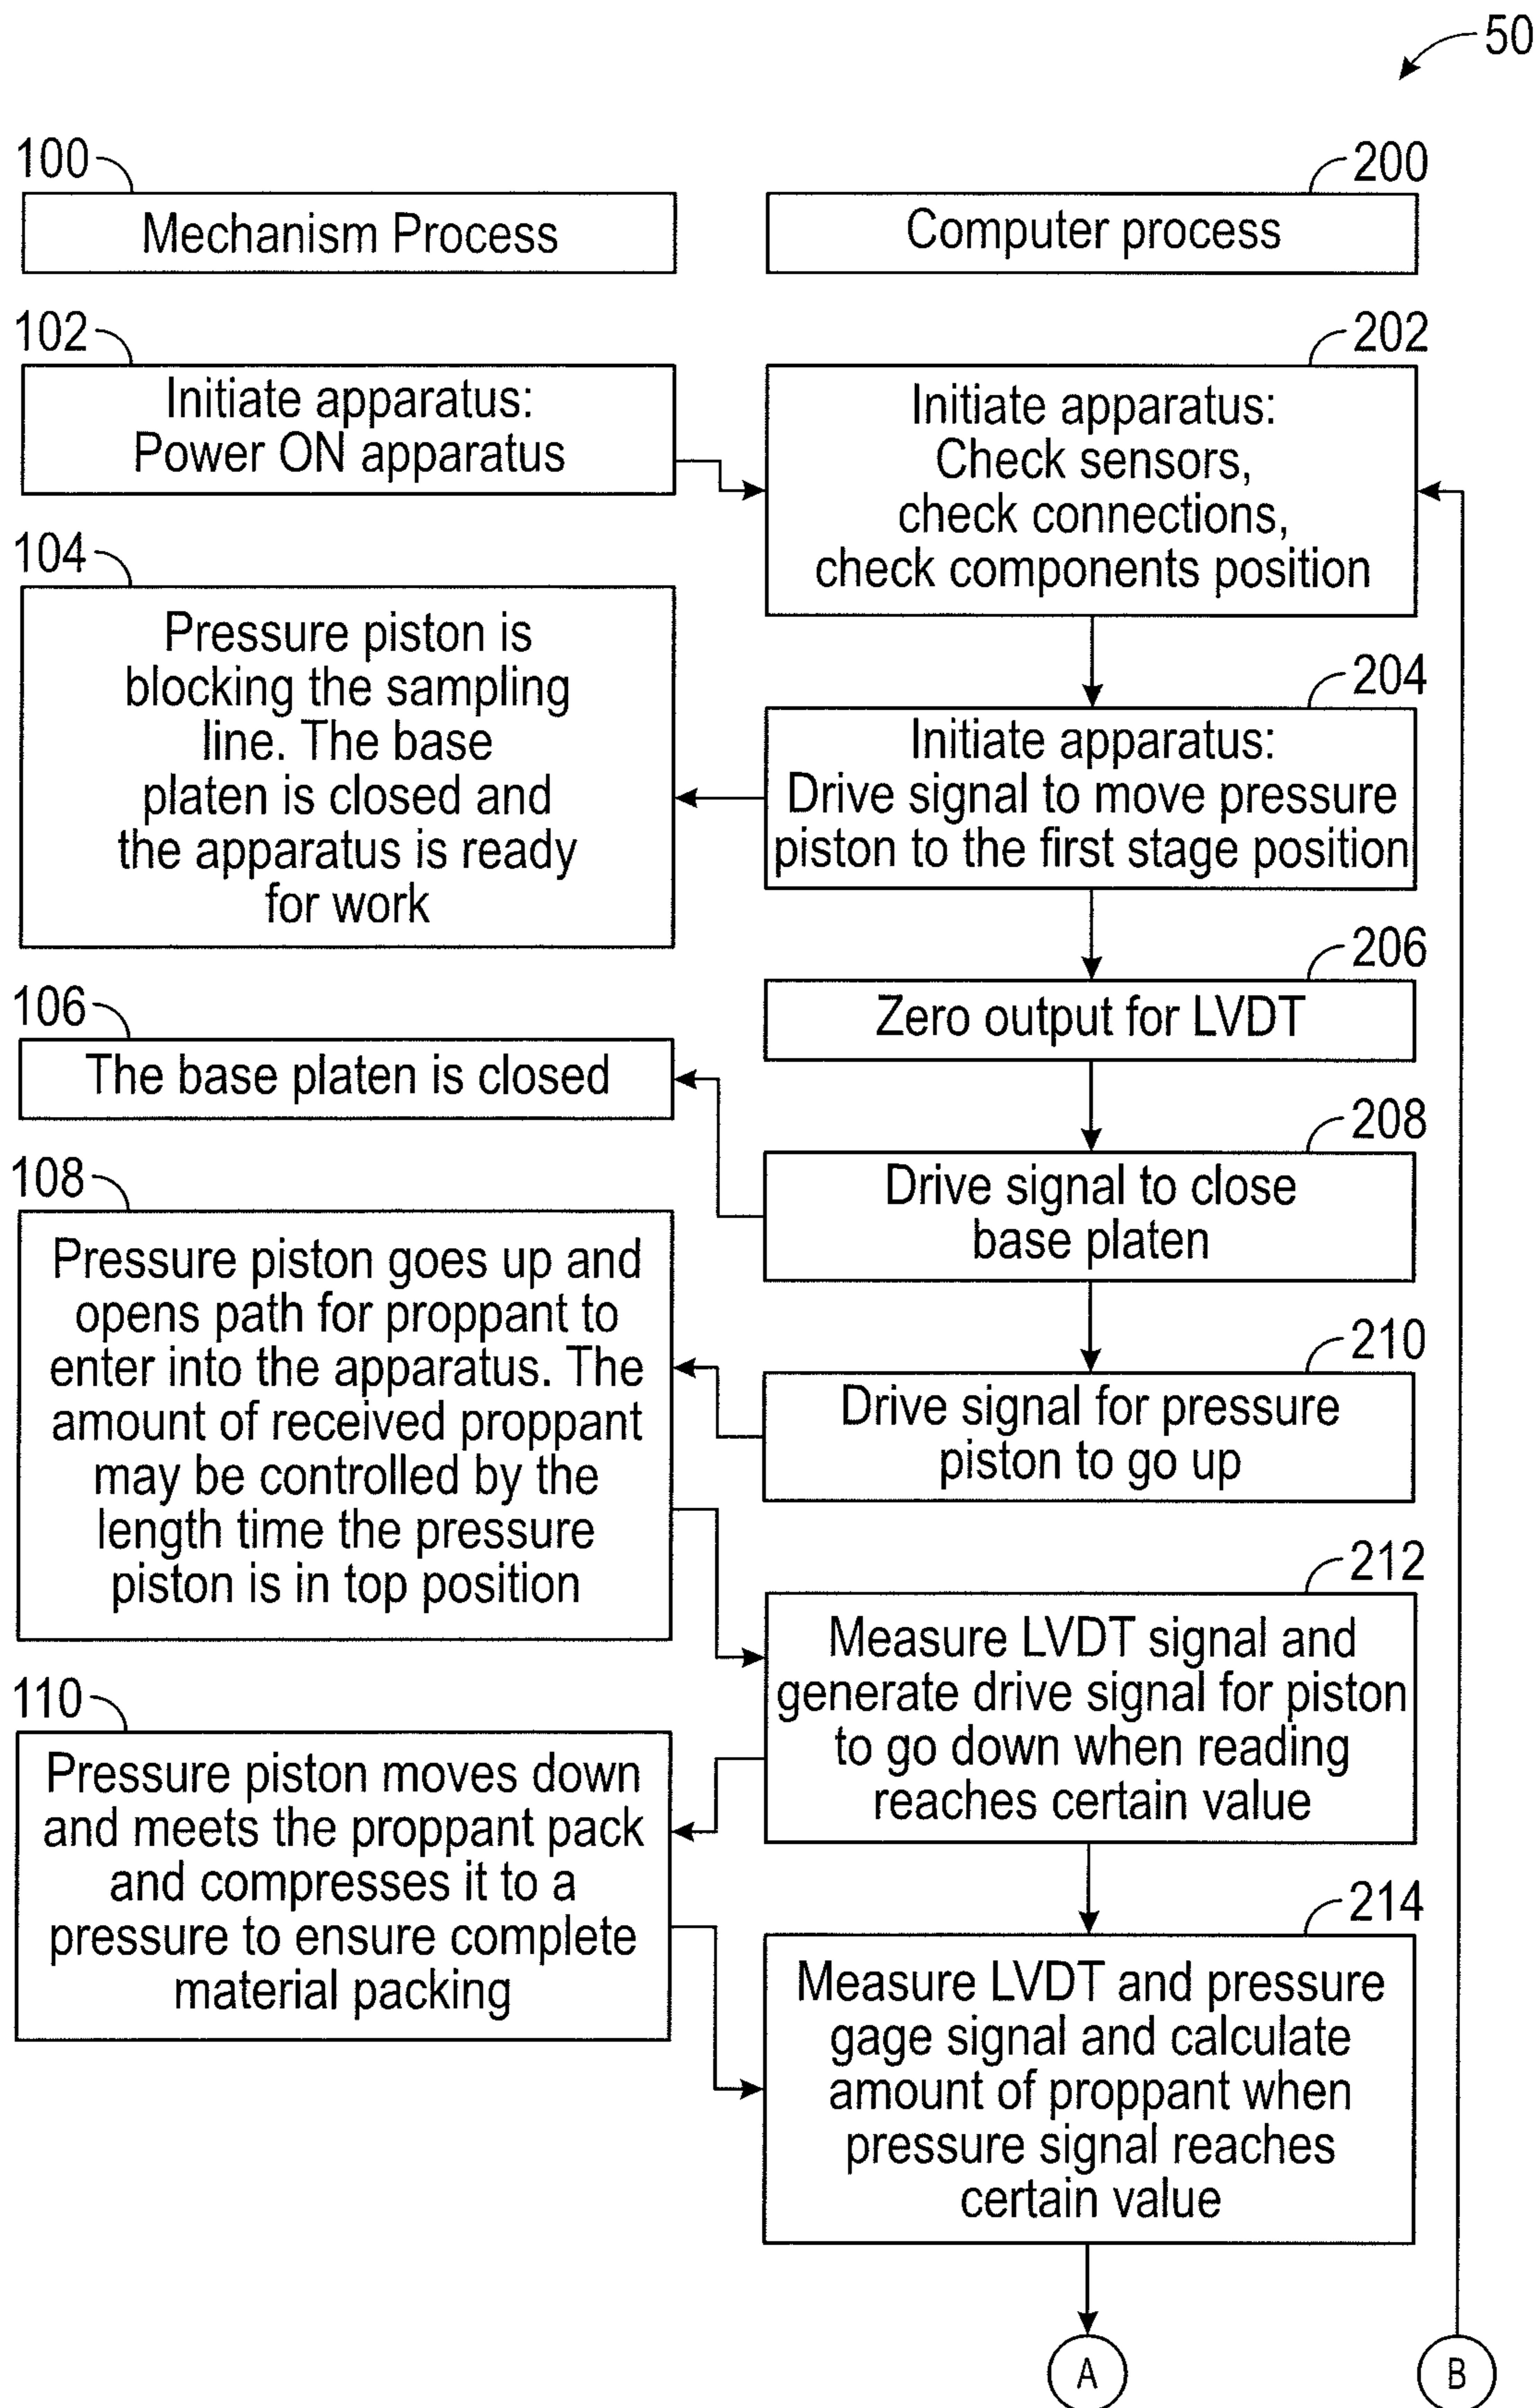 50
100
Mechanism Process
200
Computer process
102
Initiate apparatus:
Power ON apparatus
202
Initiate apparatus:
Check sensors,
check connections,
check components position
104
Pressure piston is
blocking the sampling
line. The base
platen is closed and
the apparatus is ready
for work
204
Initiate apparatus:
Drive signal to move pressure
piston to the first stage position
206
Zero output for LVDT
106
The base platen is closed
208
Drive signal to close
base platen
108
Pressure piston goes up and
opens path for proppant to
enter into the apparatus. The
amount of received proppant
may be controlled by the
length time the pressure
piston is in top position
210
Drive signal for pressure
piston to go up
212
Measure LVDT signal and
generate drive signal for piston
to go down when reading
reaches certain value
110
Pressure piston moves down
and meets the proppant pack
and compresses it to a
pressure to ensure complete
material packing
214
Measure LVDT and pressure
gage signal and calculate
amount of proppant when
pressure signal reaches
certain value
A
B